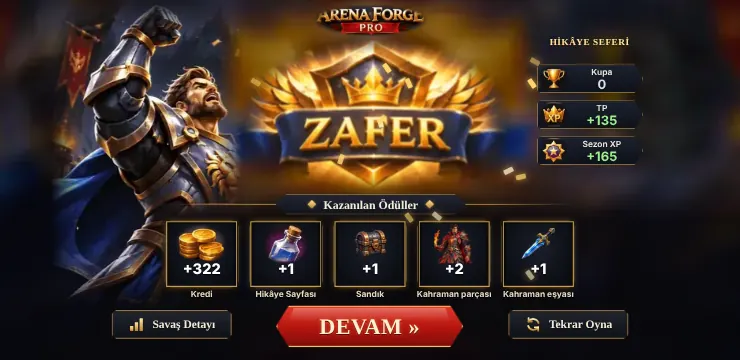 ARENA FORGE
PRO
HİKÂYE SEFERİ
Kupa
0
XP
TP
+135
Sezon XP
+165
ZAFER
Kazanılan Ödüller
+322
Kredi
+1
Hikâye Sayfası
+1
Sandık
+2
Kahraman parçası
+1
Kahraman eşyası
Savaş Detayı
DEVAM »
Tekrar Oyna